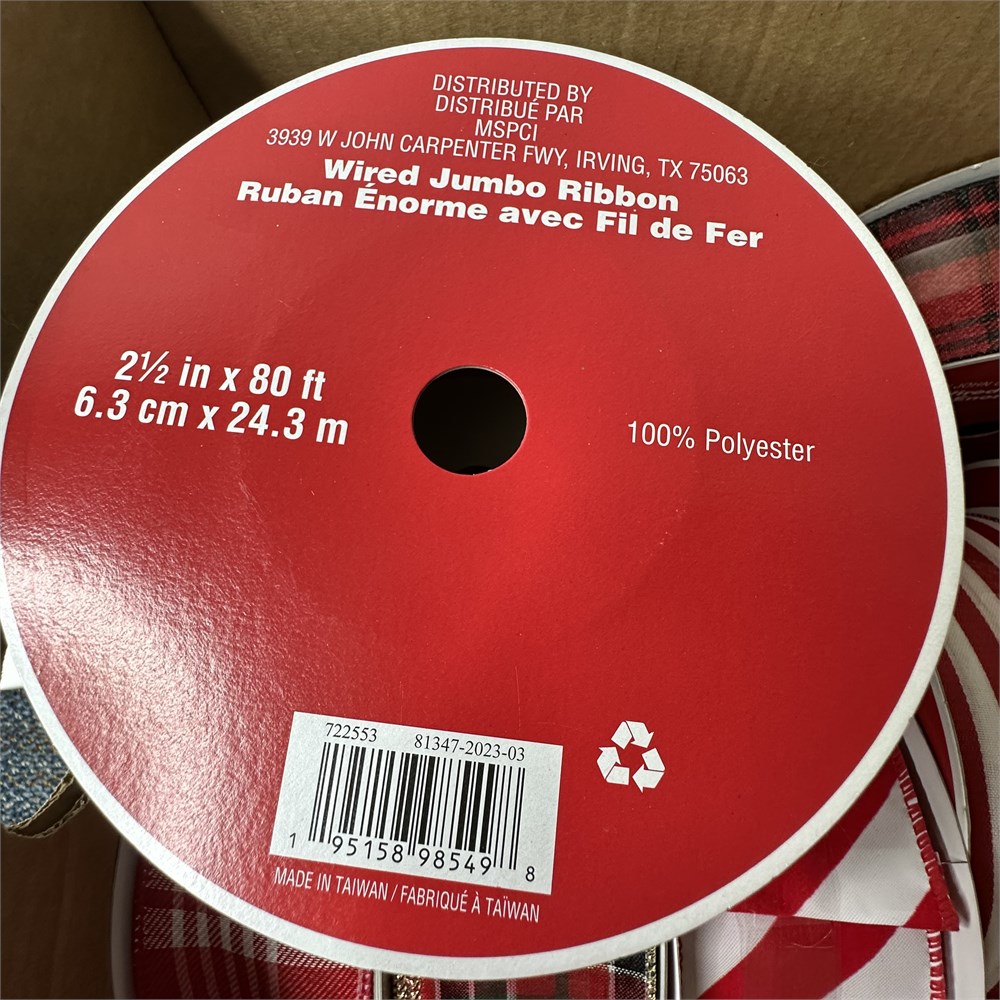 DISTRIBUTED BY
DISTRIBUÉ PAR
MSPCI
3939 W JOHN CARPENTER FWY, IRVING, TX 75063
Wired Jumbo Ribbon
Ruban Énorme avec Fil de Fer
2½ in x 80 ft
6.3 cm x 24.3 m
100% Polyester
722553 81347-2023-03
1 95158 98549 8
MADE IN TAIWAN / FABRIQUÉ À TAÏWAN